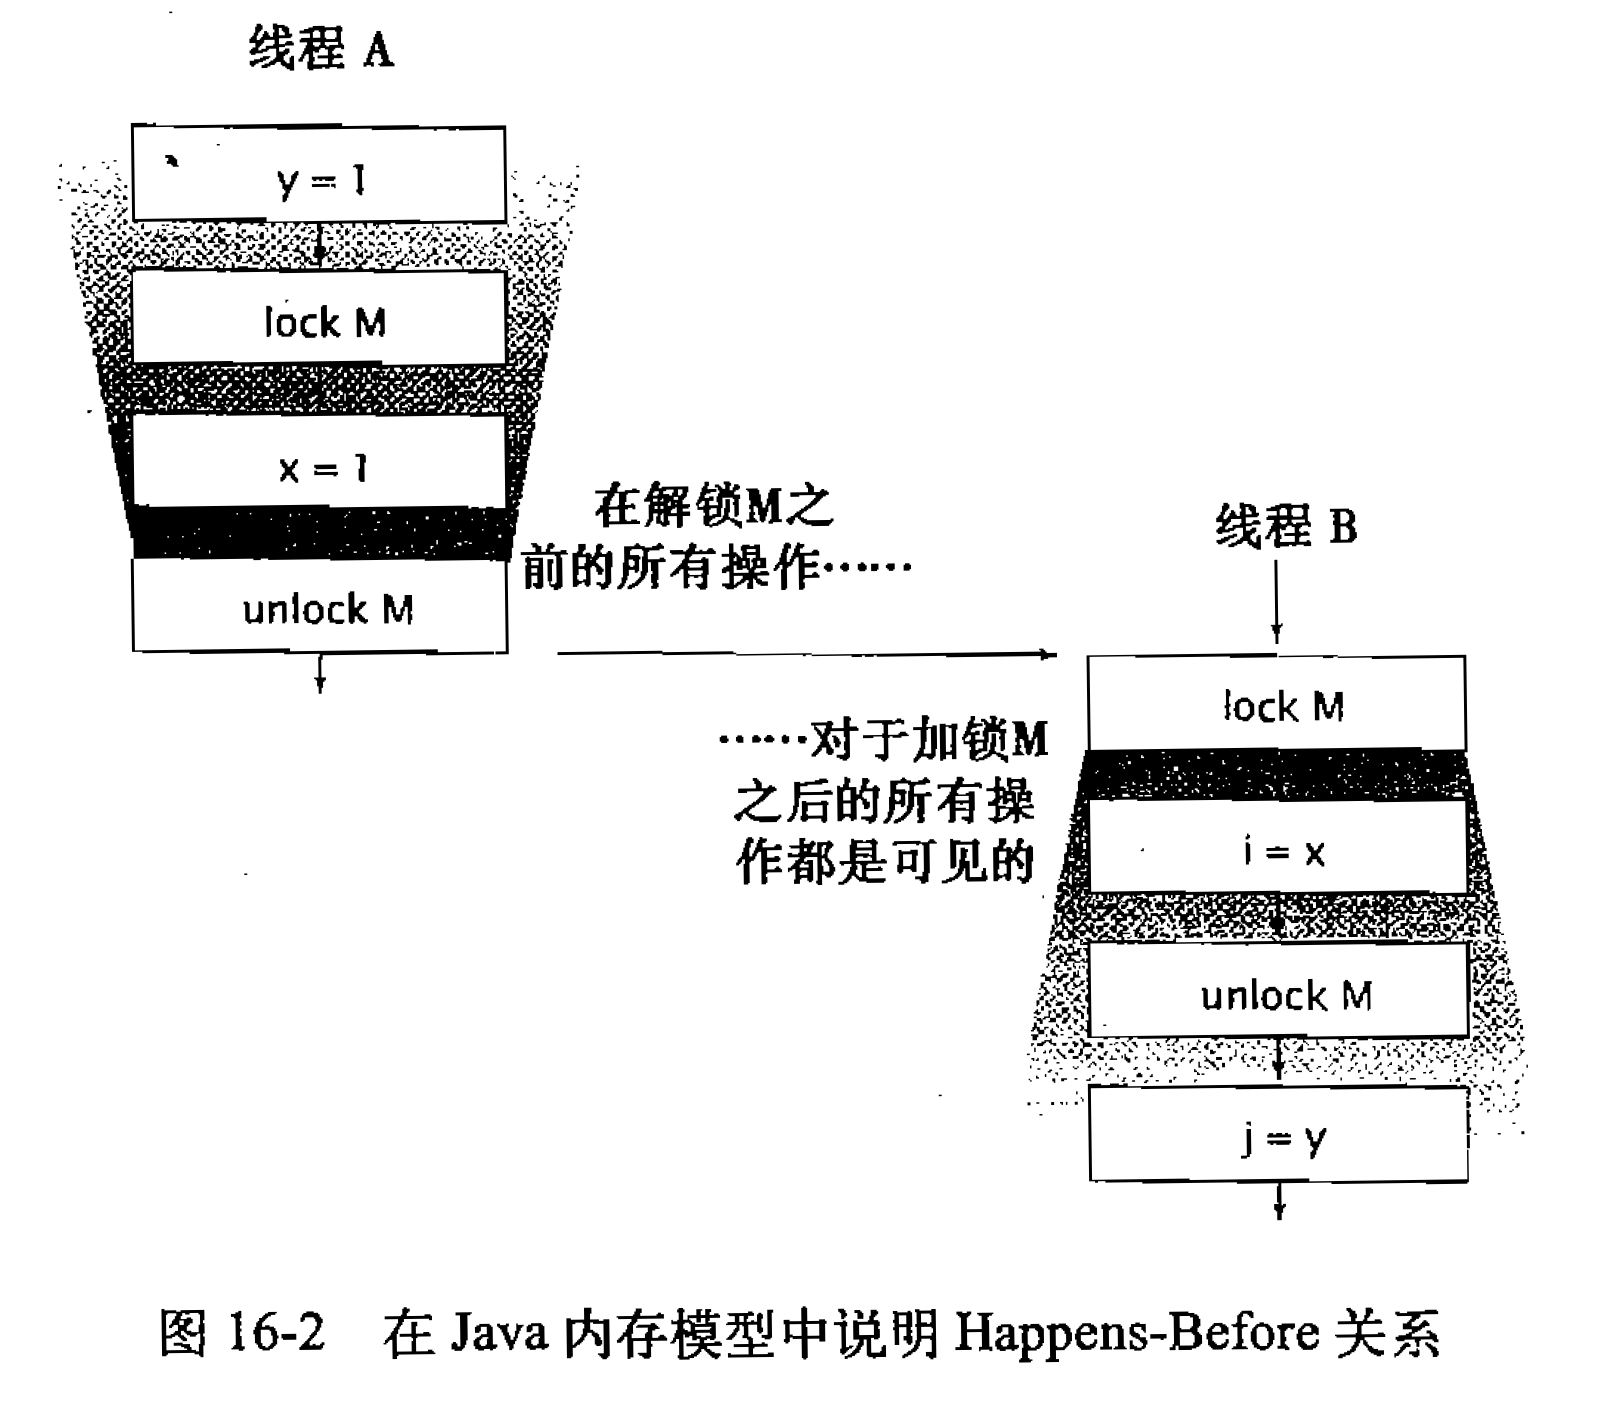 线程 A
y = 1
lock M
x = 1
在解锁M之
前的所有操作……
unlock M
线程 B
lock M
……对于加锁M
之后的所有操
作都是可见的
i = x
unlock M
j = y
图 16-2 在 Java 内存模型中说明 Happens-Before 关系